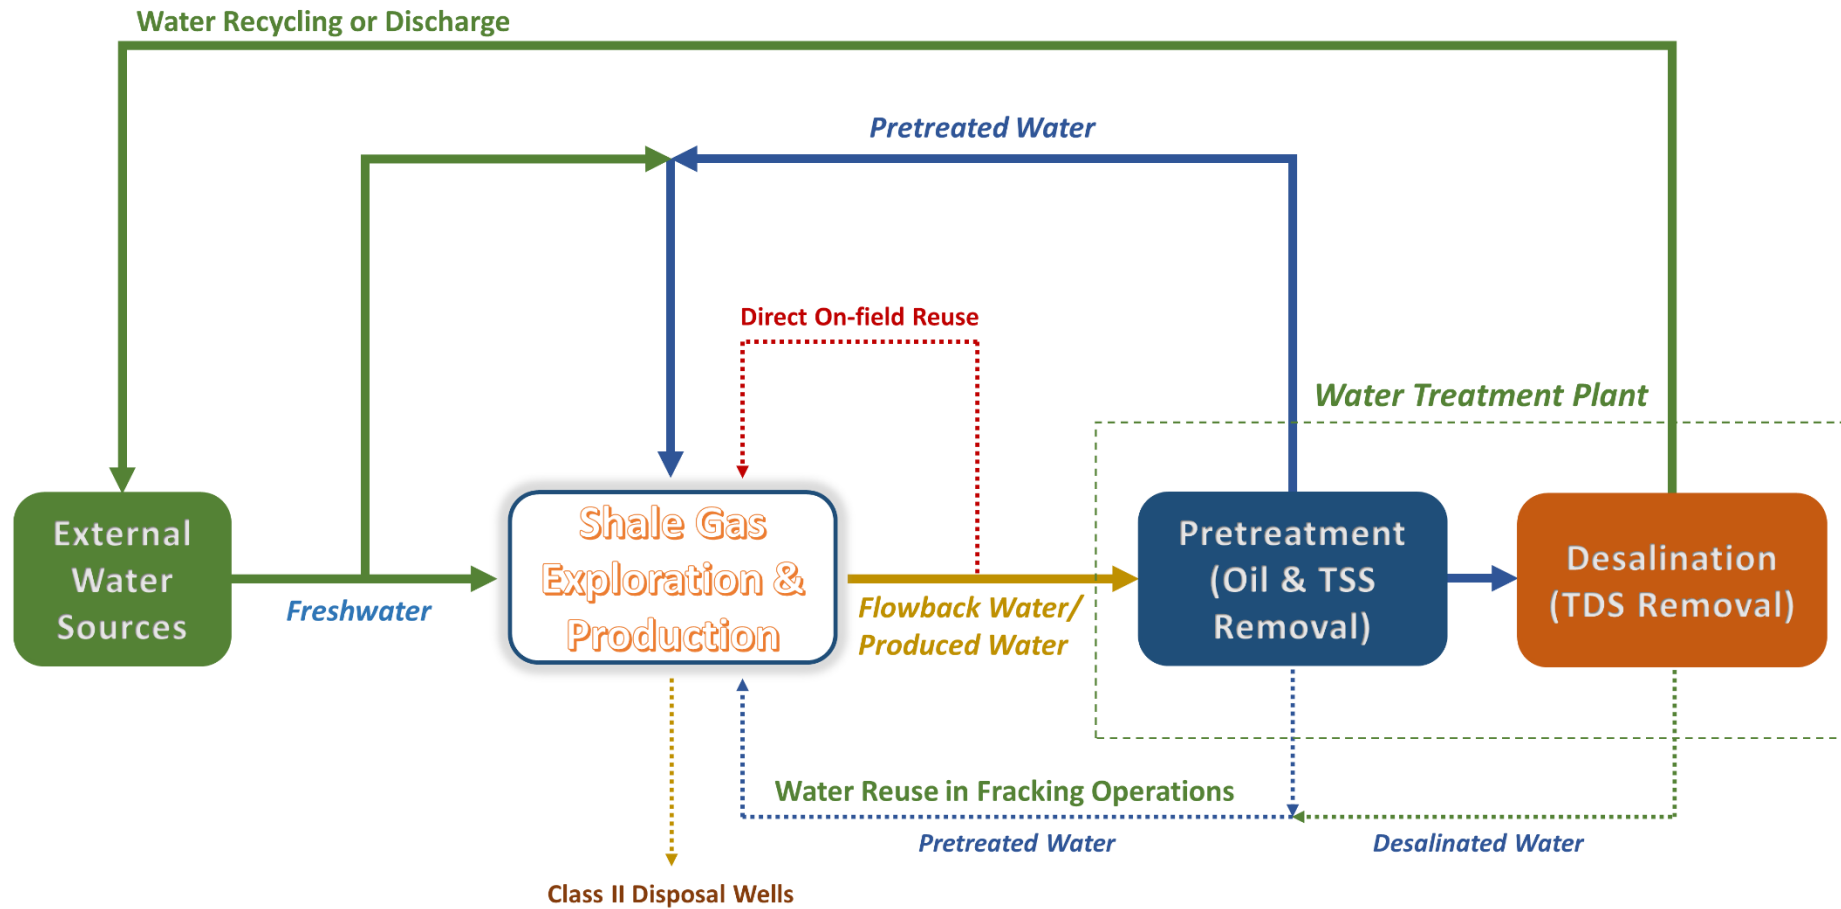 Water Recycling or Discharge
Pretreated Water
Direct On-field Reuse
Water Treatment Plant
External
Water
Sources
Freshwater
Shale Gas
Exploration &
Production
Flowback Water/
Produced Water
Pretreatment
(Oil & TSS
Removal)
Desalination
(TDS Removal)
Water Reuse in Fracking Operations
Pretreated Water
Desalinated Water
Class II Disposal Wells